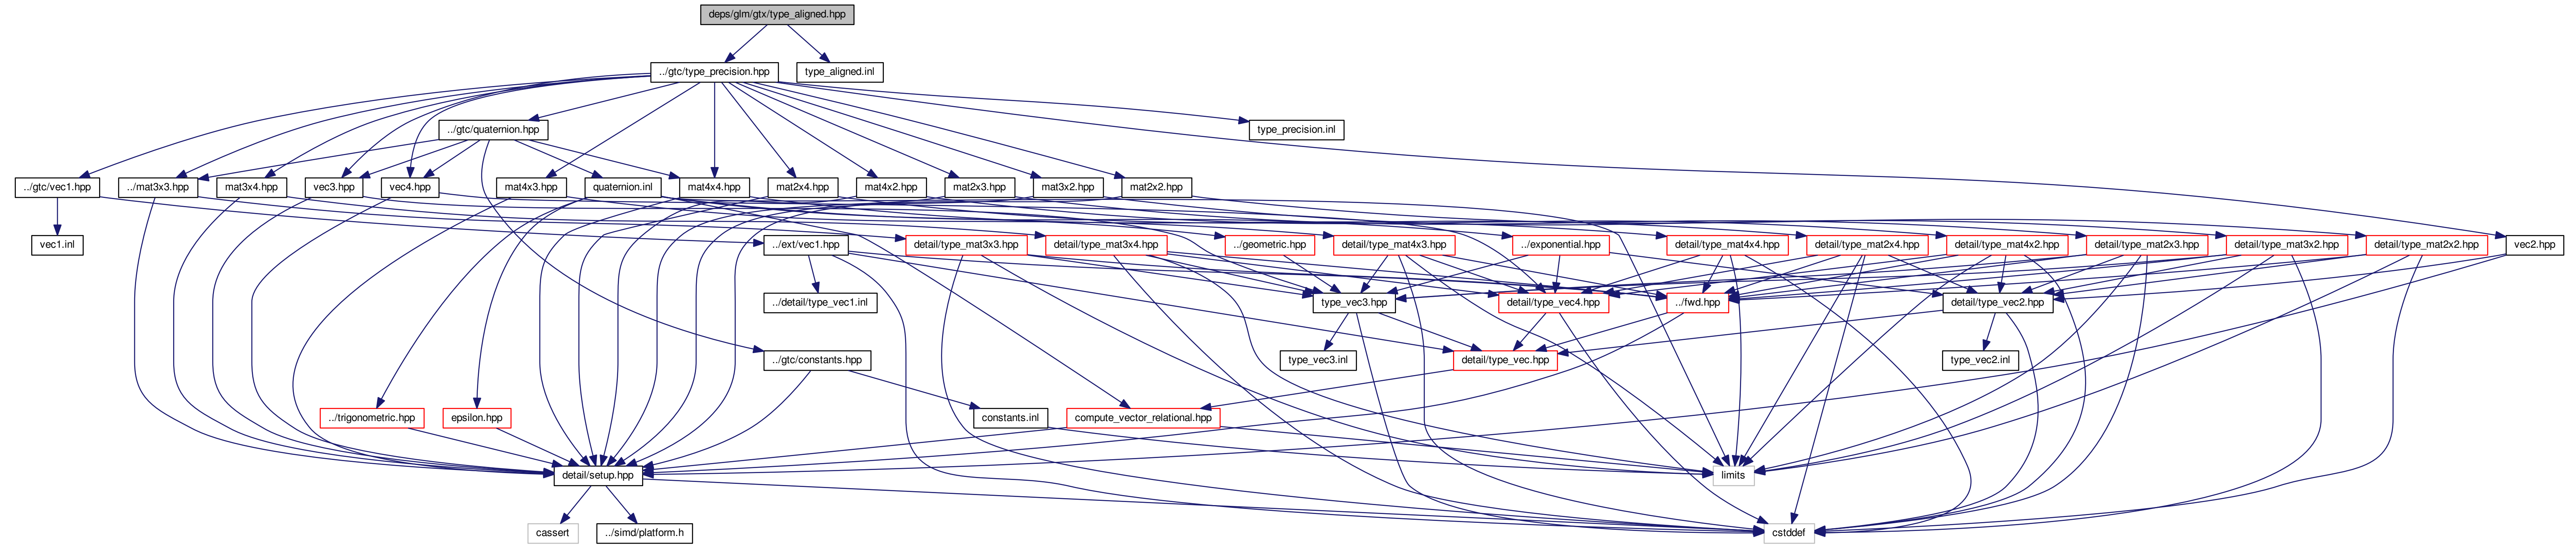 deps/glm/gtx/type_aligned.hpp
../gtc/type_precision.hpp
type_aligned.inl
../gtc/quaternion.hpp
type_precision.inl
../gtc/vec1.hpp
../mat3x3.hpp
mat3x4.hpp
vec3.hpp
vec4.hpp
mat4x3.hpp
quaternion.inl
mat4x4.hpp
mat2x4.hpp
mat4x2.hpp
mat2x3.hpp
mat3x2.hpp
mat2x2.hpp
vec1.inl
../ext/vec1.hpp
detail/type_mat3x3.hpp
detail/type_mat3x4.hpp
../geometric.hpp
detail/type_mat4x3.hpp
../exponential.hpp
detail/type_mat4x4.hpp
detail/type_mat2x4.hpp
detail/type_mat4x2.hpp
detail/type_mat2x3.hpp
detail/type_mat3x2.hpp
detail/type_mat2x2.hpp
vec2.hpp
../detail/type_vec1.inl
type_vec3.hpp
detail/type_vec4.hpp
../fwd.hpp
detail/type_vec2.hpp
../gtc/constants.hpp
type_vec3.inl
detail/type_vec.hpp
type_vec2.inl
../trigonometric.hpp
epsilon.hpp
constants.inl
compute_vector_relational.hpp
detail/setup.hpp
limits
cassert
../simd/platform.h
cstddef